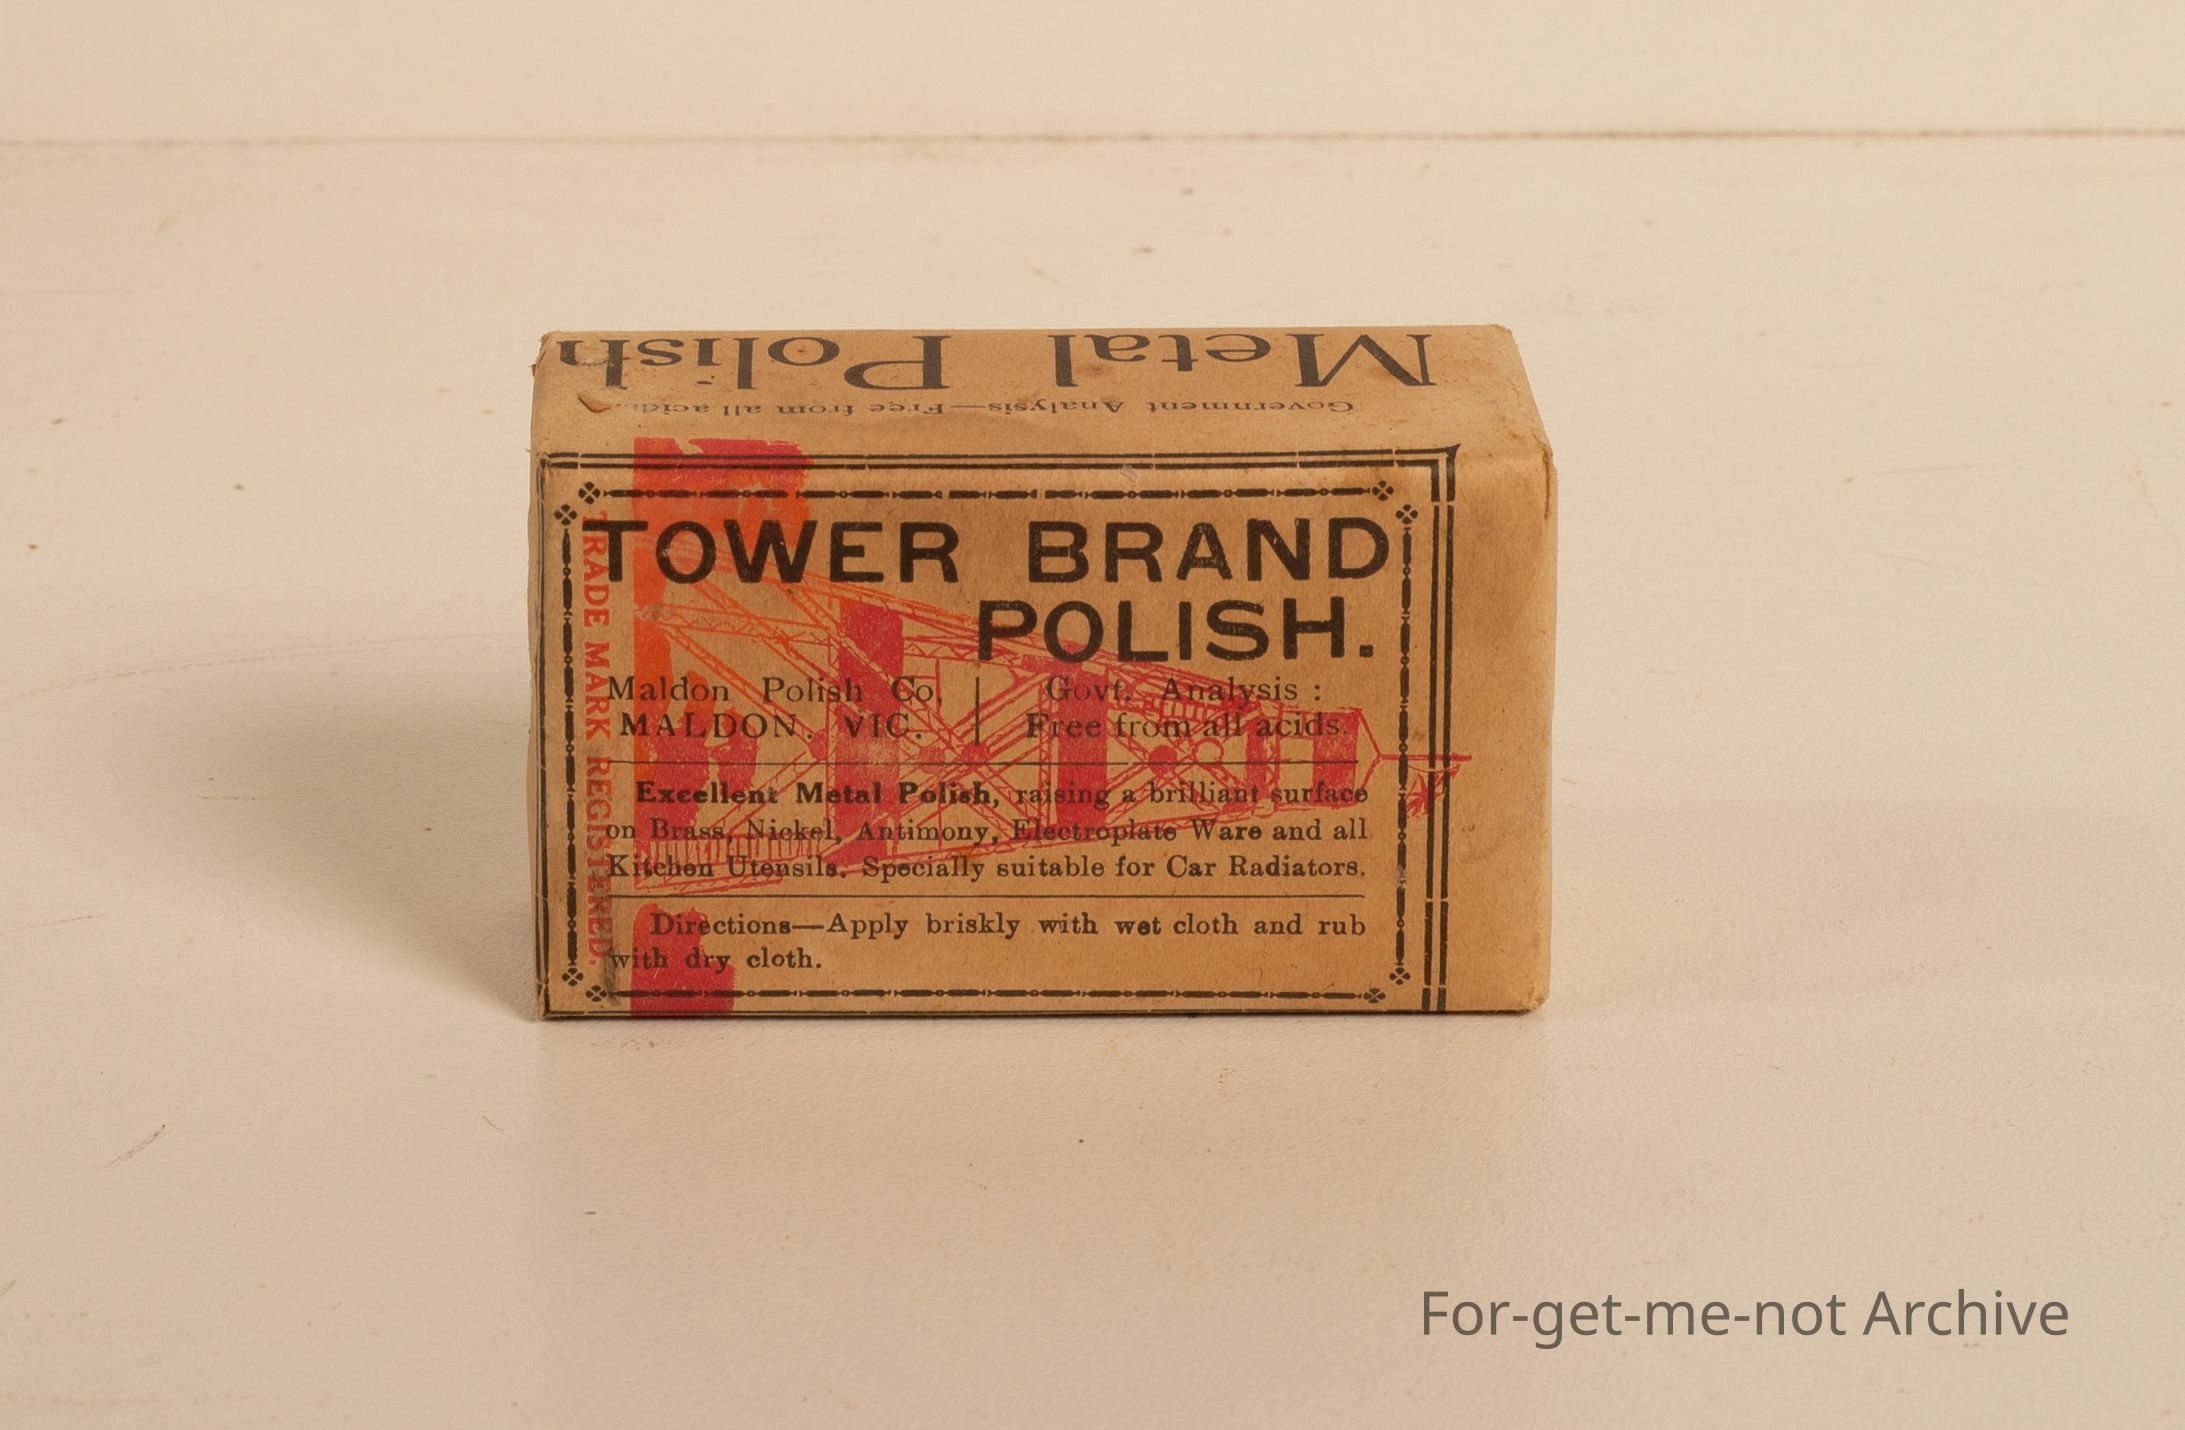 Metal Polish
Government Analysis—Free from all acids.
TOWER BRAND
POLISH.
TRADE MARK REGISTERED.
Maldon Polish Co,
MALDON. VIC.
Govt. Analysis :
Free from all acids.
Excellent Metal Polish, raising a brilliant surface
on Brass, Nickel, Antimony, Electroplate Ware and all
Kitchen Utensils. Specially suitable for Car Radiators.
Directions—Apply briskly with wet cloth and rub
with dry cloth.
For-get-me-not Archive